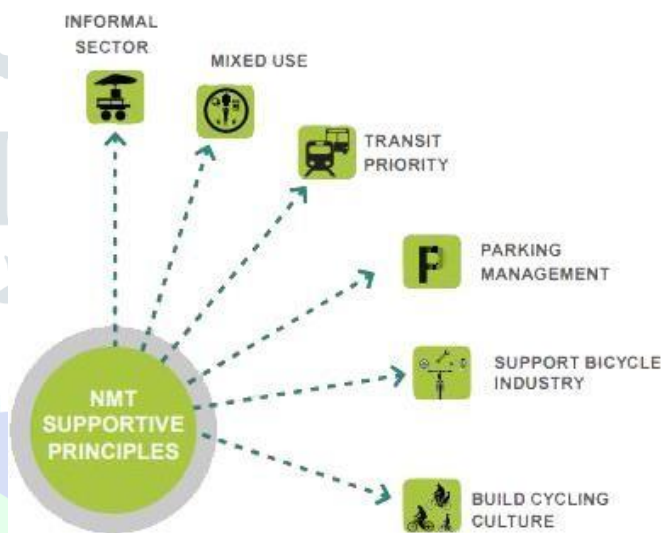 INFORMAL
SECTOR
MIXED USE
TRANSIT
PRIORITY
PARKING
MANAGEMENT
SUPPORT BICYCLE
INDUSTRY
NMT
SUPPORTIVE
PRINCIPLES
BUILD CYCLING
CULTURE